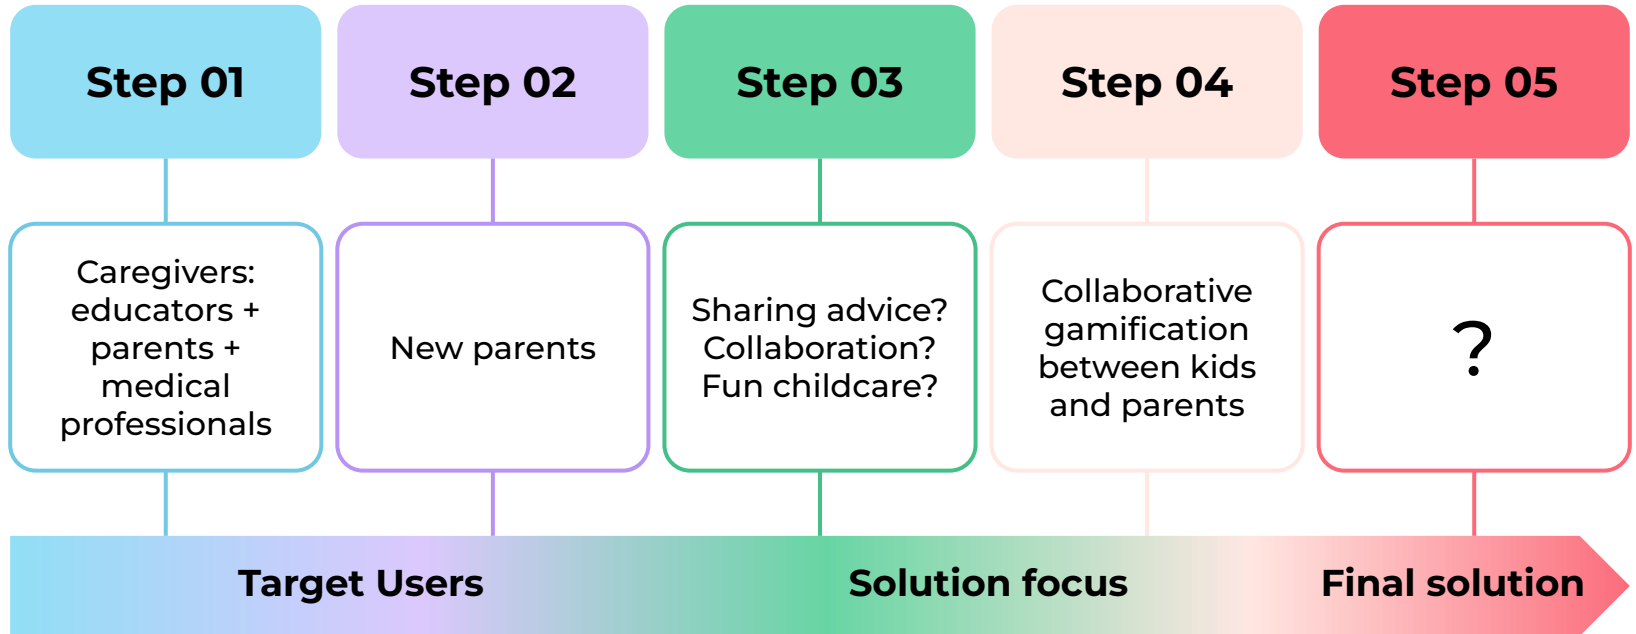 Step 01
Step 02
Step 03
Step 04
Step 05
Caregivers:
educators +
parents +
medical
professionals
New parents
Sharing advice?
Collaboration?
Fun childcare?
Collaborative
gamification
between kids
and parents
?
Target Users
Solution focus
Final solution